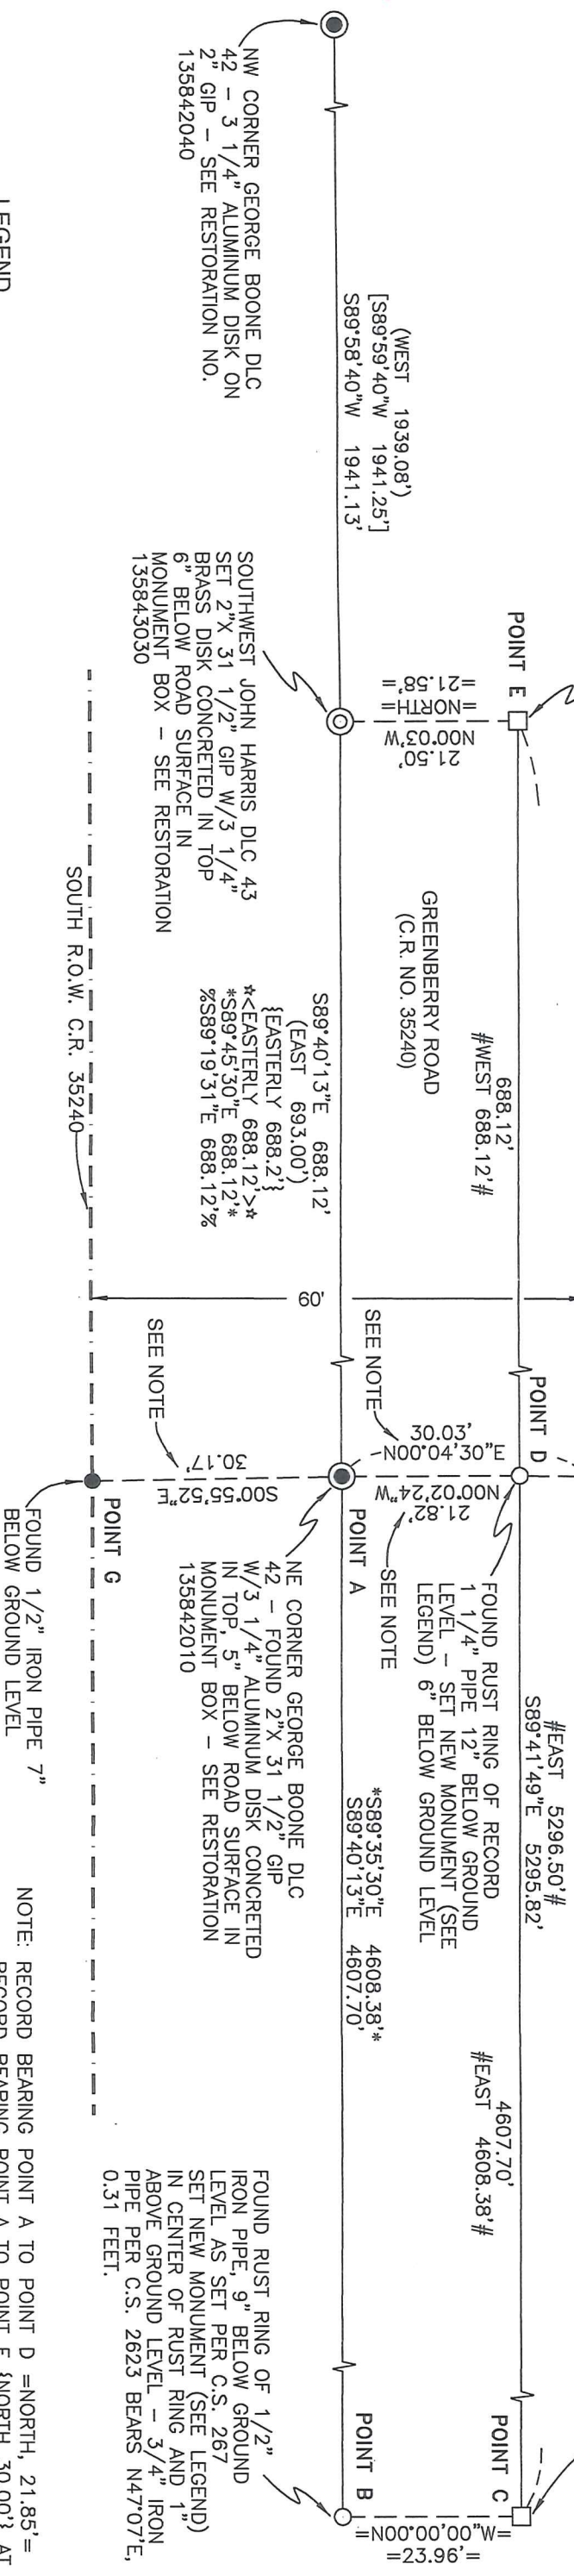 NW CORNER GEORGE BOONE DLC
42 – 3 1/4" ALUMINUM DISK ON
2" GIP – SEE RESTORATION NO.
135842040
(WEST 1939.08')
[S89°59'40"W 1941.25']
S89°58'40"W 1941.13'
LEGEND
POINT E
=21.58'=
=NORTH=
N00°03'W
21.50'
SOUTHWEST JOHN HARRIS DLC 43
SET 2"X 31 1/2" GIP W/3 1/4"
BRASS DISK CONCRETED IN TOP
6" BELOW ROAD SURFACE IN
MONUMENT BOX – SEE RESTORATION
135843030
GREENBERRY ROAD
(C.R. NO. 35240)
688.12'
#WEST 688.12'#
S89°40'13"E 688.12'
(EAST 693.00')
{EASTERLY 688.2'}
☆<EASTERLY 688.12'>☆
*S89°45'30"E 688.12'*
%S89°19'31"E 688.12'%
SOUTH R.O.W. C.R. 35240
60'
POINT D
SEE NOTE
N00°04'30"E
30.03'
N00°02'24"W
21.82'
SEE NOTE
SEE NOTE
S00°55'52"E
30.17'
POINT A
POINT G
FOUND 1/2" IRON PIPE 7"
BELOW GROUND LEVEL
NE CORNER GEORGE BOONE DLC
42 – FOUND 2"X 31 1/2" GIP
W/3 1/4" ALUMINUM DISK CONCRETED
IN TOP, 5" BELOW ROAD SURFACE IN
MONUMENT BOX – SEE RESTORATION
135842010
FOUND RUST RING OF RECORD
1 1/4" PIPE 12" BELOW GROUND
LEVEL – SET NEW MONUMENT (SEE
LEGEND) 6" BELOW GROUND LEVEL
#EAST 5296.50'#
S89°41'49"E 5295.82'
*S89°35'30"E 4608.38'*
S89°40'13"E 4607.70'
4607.70'
#EAST 4608.38'#
POINT C
POINT B
=N00°00'00"W=
=23.96'=
FOUND RUST RING OF 1/2"
IRON PIPE, 9" BELOW GROUND
LEVEL AS SET PER C.S. 267
SET NEW MONUMENT (SEE LEGEND)
IN CENTER OF RUST RING AND 1"
ABOVE GROUND LEVEL – 3/4" IRON
PIPE PER C.S. 2623 BEARS N47°07'E,
0.31 FEET.
NOTE: RECORD BEARING POINT A TO POINT D =NORTH, 21.85'=
RECORD BEARING POINT A TO POINT F {NORTH 30.00'} AT